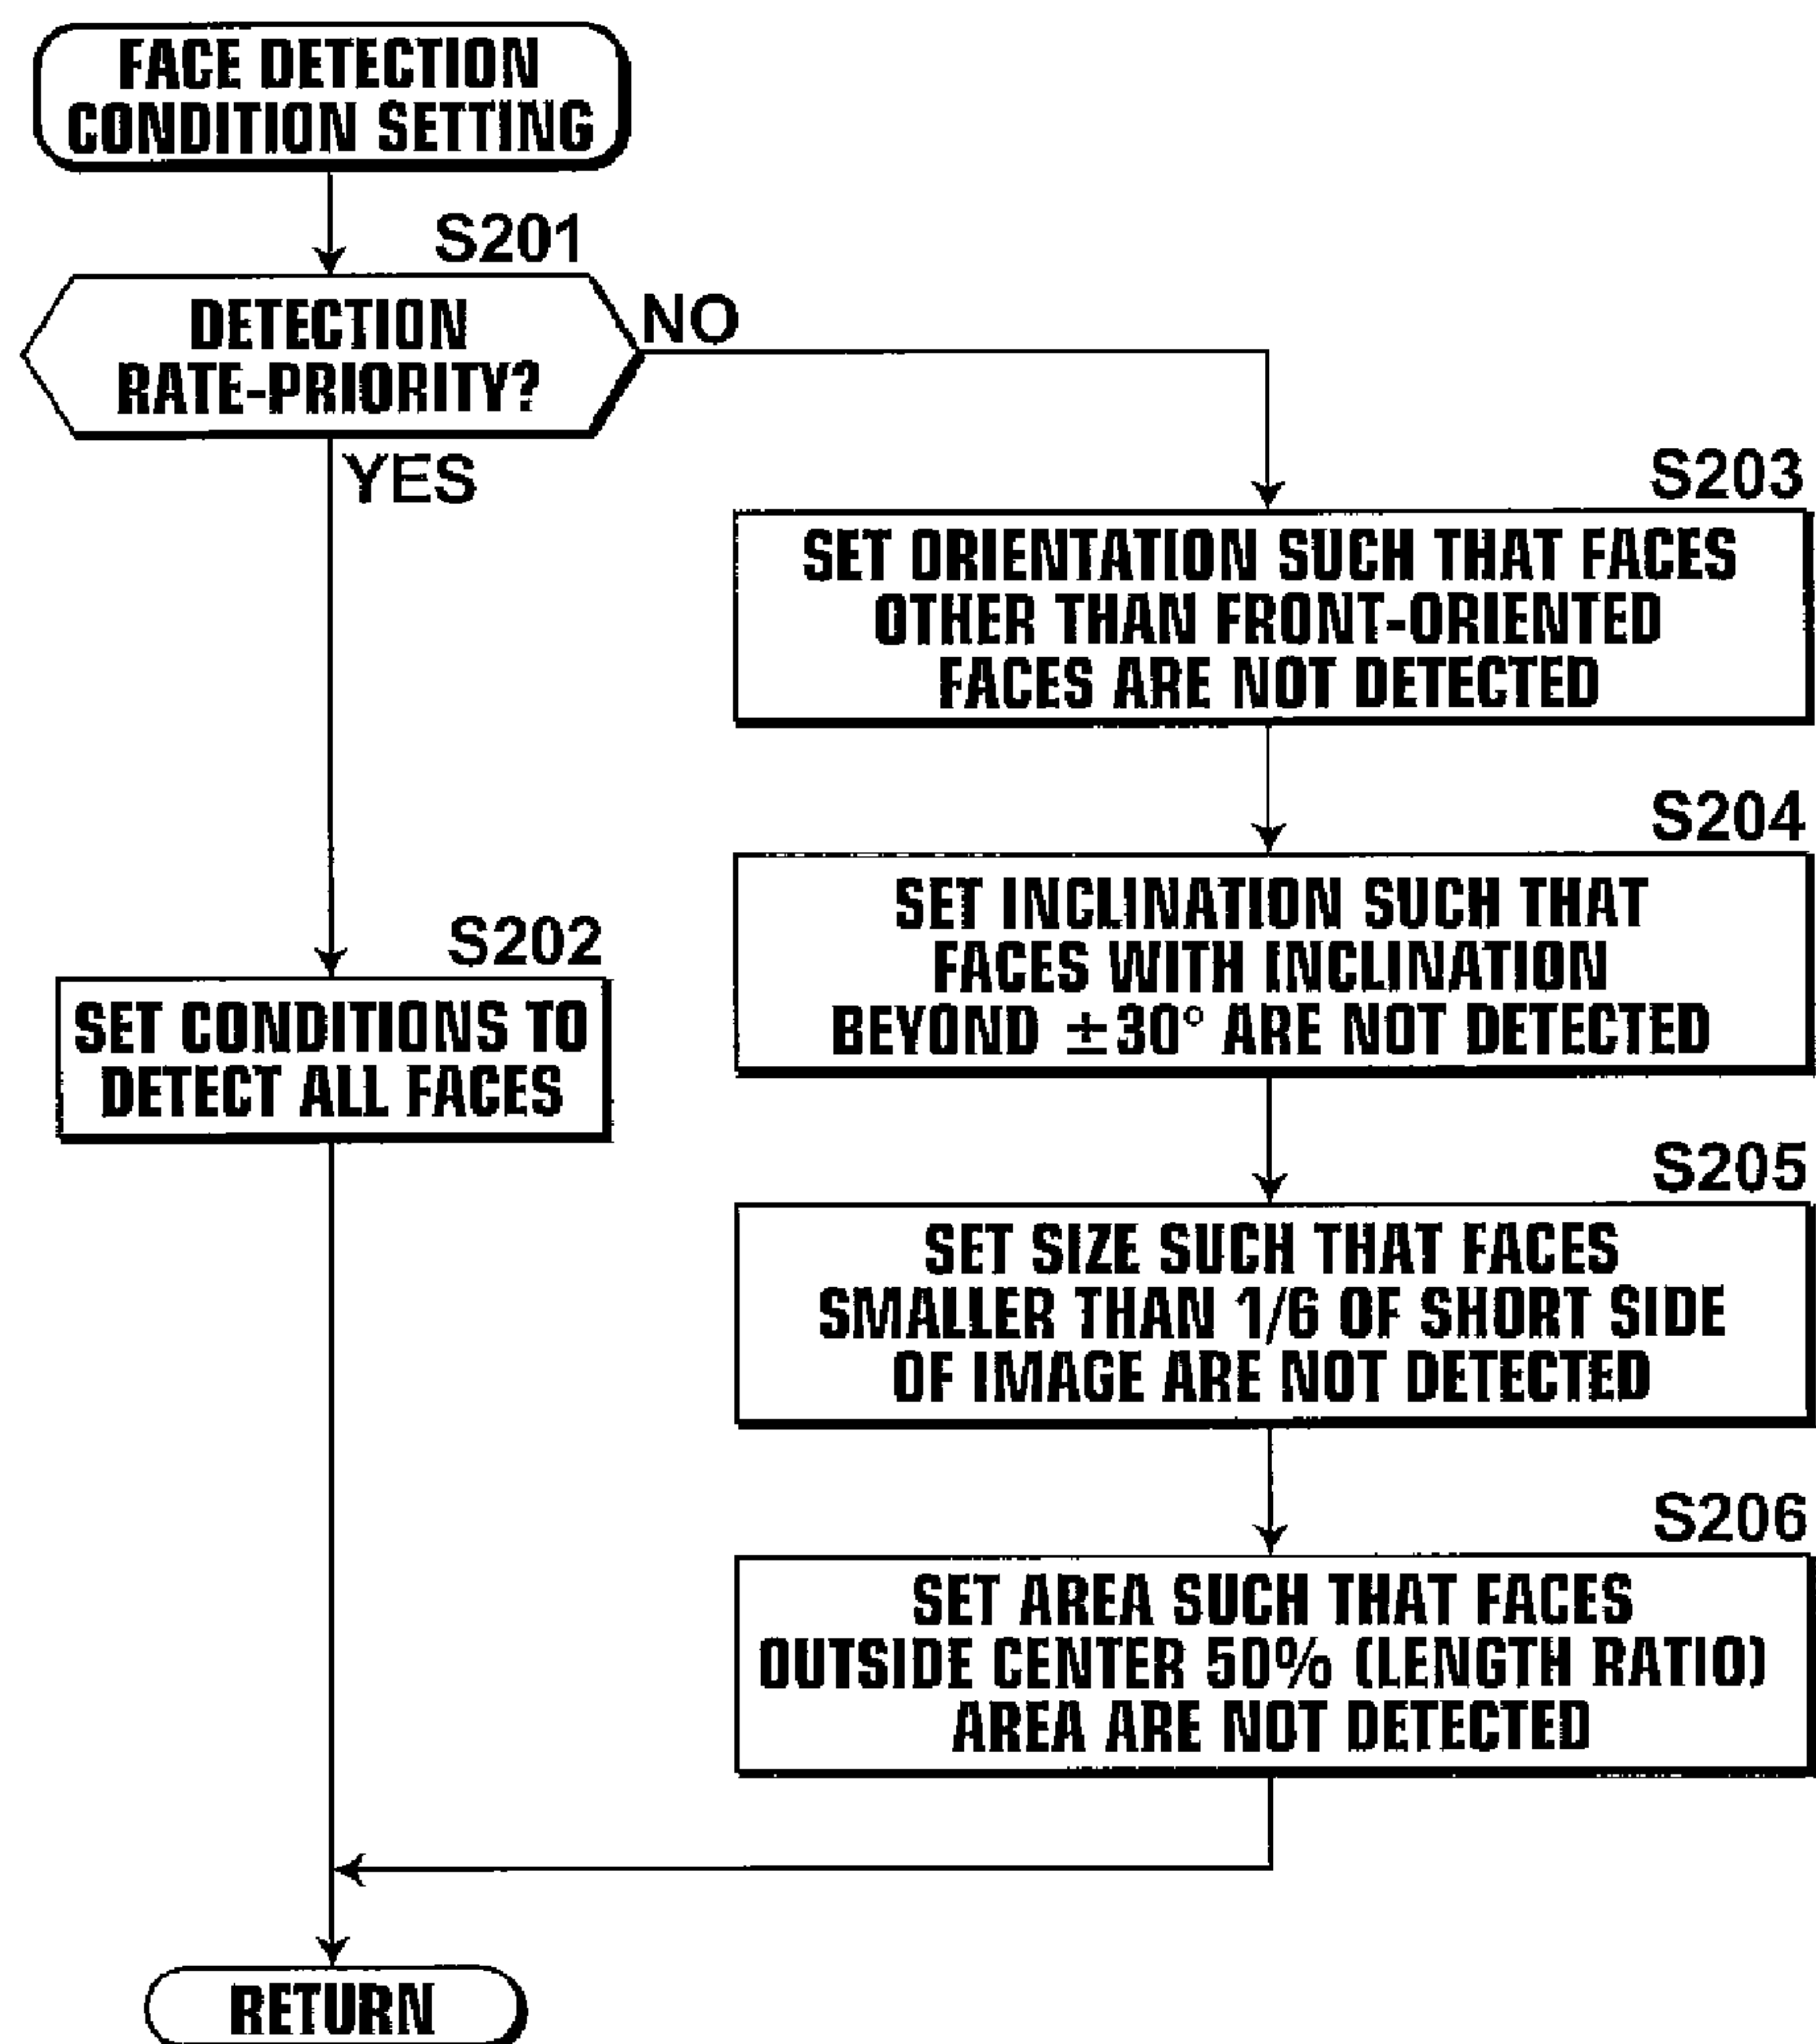 FACE DETECTION
CONDITION SETTING
S201
DETECTION
RATE-PRIORITY?
NO
YES
S203
SET ORIENTATION SUCH THAT FACES
OTHER THAN FRONT-ORIENTED
FACES ARE NOT DETECTED
S204
SET INCLINATION SUCH THAT
FACES WITH INCLINATION
BEYOND ±30° ARE NOT DETECTED
S202
SET CONDITIONS TO
DETECT ALL FACES
S205
SET SIZE SUCH THAT FACES
SMALLER THAN 1/6 OF SHORT SIDE
OF IMAGE ARE NOT DETECTED
S206
SET AREA SUCH THAT FACES
OUTSIDE CENTER 50% (LENGTH RATIO)
AREA ARE NOT DETECTED
RETURN